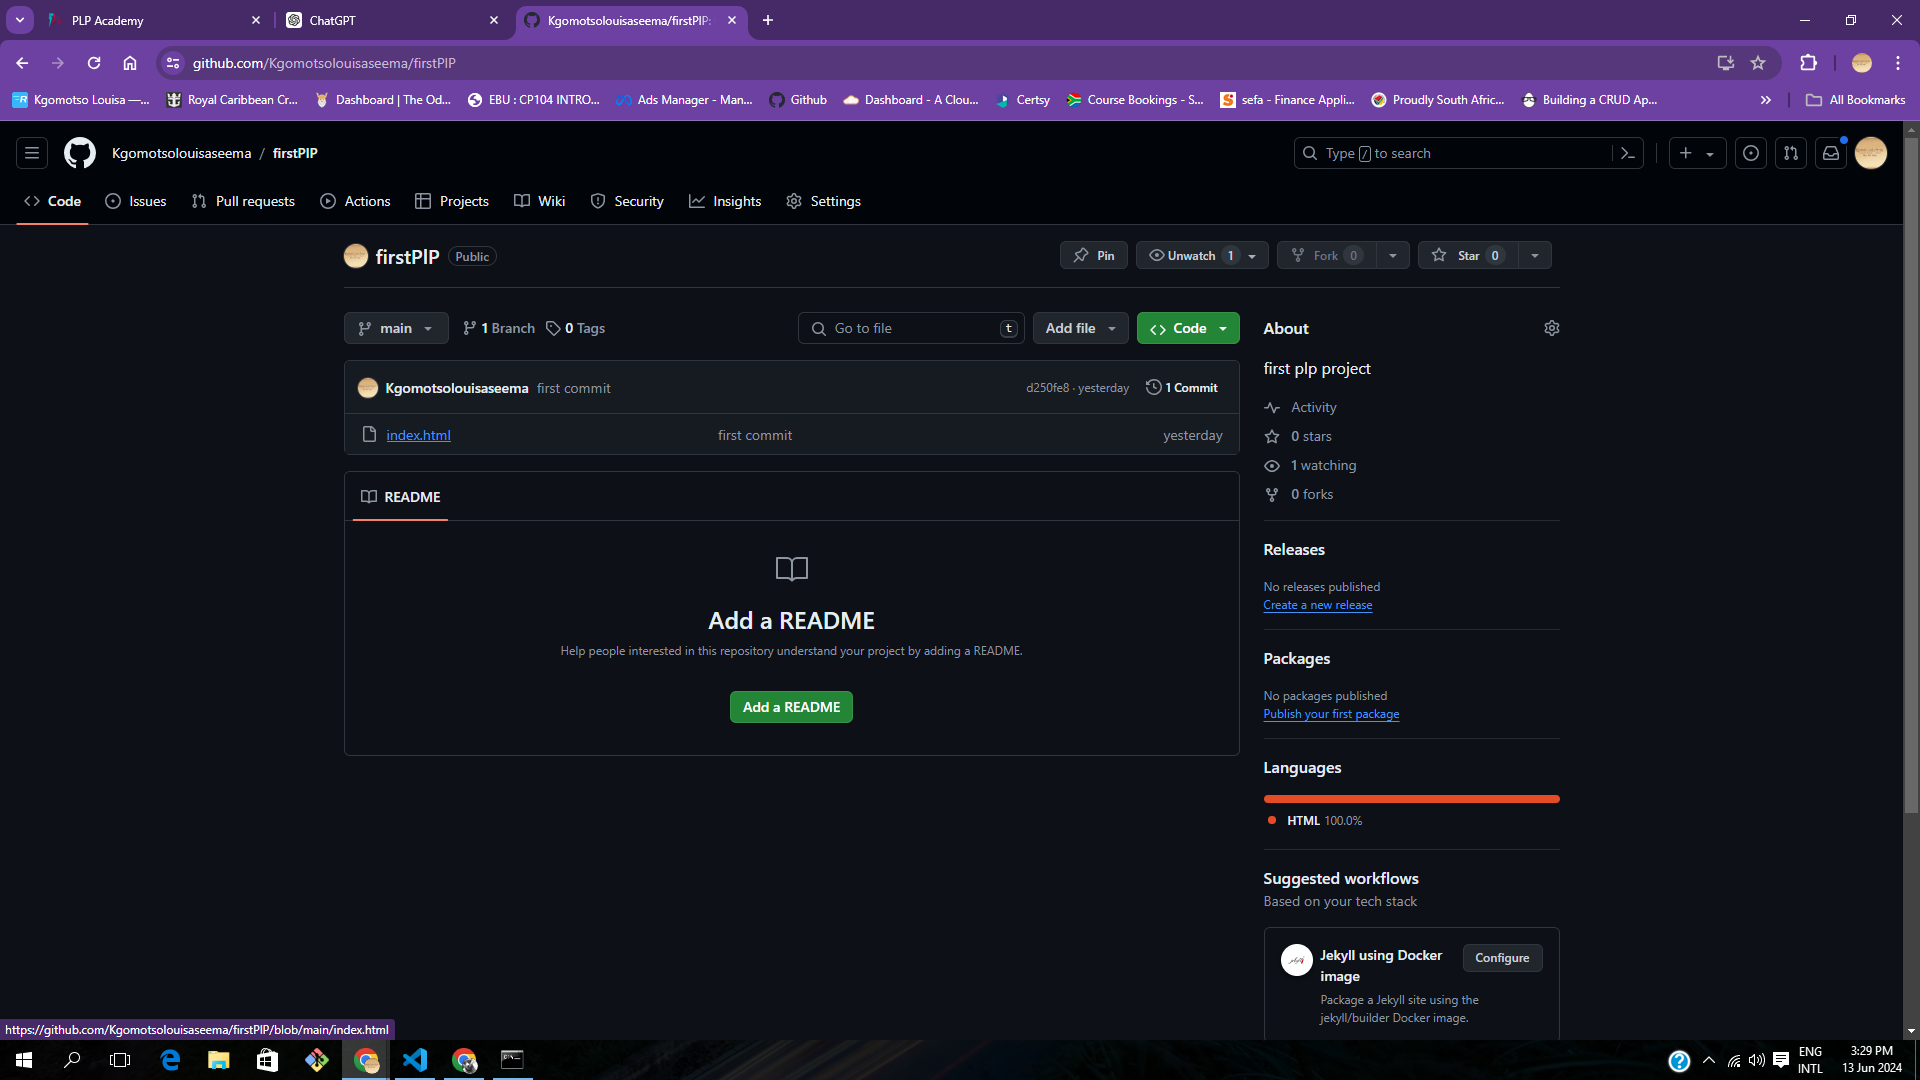 PLP Academy
ChatGPT
Kgomotsolouisaseema/firstPlP:
github.com/Kgomotsolouisaseema/firstPlP
Kgomotso Louisa —...
Royal Caribbean Cr...
Dashboard | The Od...
EBU : CP104 INTRO...
Ads Manager - Man...
Github
Dashboard - A Clou...
Certsy
Course Bookings - S...
sefa - Finance Appli...
Proudly South Afric...
Building a CRUD Ap...
All Bookmarks
Kgomotsolouisaseema / firstPlP
Type / to search
Code
Issues
Pull requests
Actions
Projects
Wiki
Security
Insights
Settings
firstPlP
Public
Pin
Unwatch 1
Fork 0
Star 0
main
1 Branch
0 Tags
Go to file
t
Add file
Code
Kgomotsolouisaseema first commit
d250fe8 · yesterday
1 Commit
index.html
first commit
yesterday
README
Add a README
Help people interested in this repository understand your project by adding a README.
Add a README
About
first plp project
Activity
0 stars
1 watching
0 forks
Releases
No releases published
Create a new release
Packages
No packages published
Publish your first package
Languages
HTML 100.0%
Suggested workflows
Based on your tech stack
Jekyll using Docker
image
Configure
Package a Jekyll site using the
jekyll/builder Docker image.
https://github.com/Kgomotsolouisaseema/firstPlP/blob/main/index.html
ENG
INTL
3:29 PM
13 Jun 2024